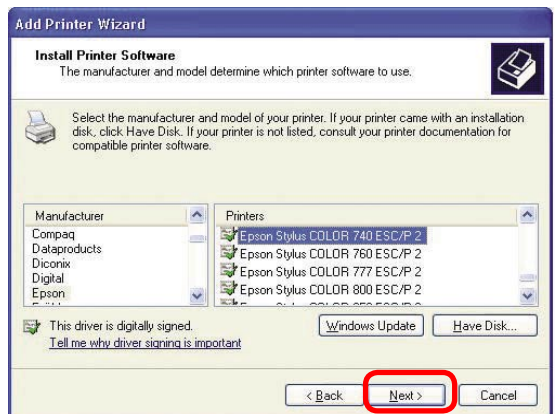 Add Printer Wizard
Install Printer Software
The manufacturer and model determine which printer software to use.
Select the manufacturer and model of your printer. If your printer came with an installation
disk, click Have Disk. If your printer is not listed, consult your printer documentation for
compatible printer software.
Manufacturer
Compaq
Dataproducts
Diconix
Digital
Epson
Printers
Epson Stylus COLOR 740 ESC/P 2
Epson Stylus COLOR 760 ESC/P 2
Epson Stylus COLOR 777 ESC/P 2
Epson Stylus COLOR 800 ESC/P 2
This driver is digitally signed.
Tell me why driver signing is important
Windows Update
Have Disk...
< Back
Next >
Cancel